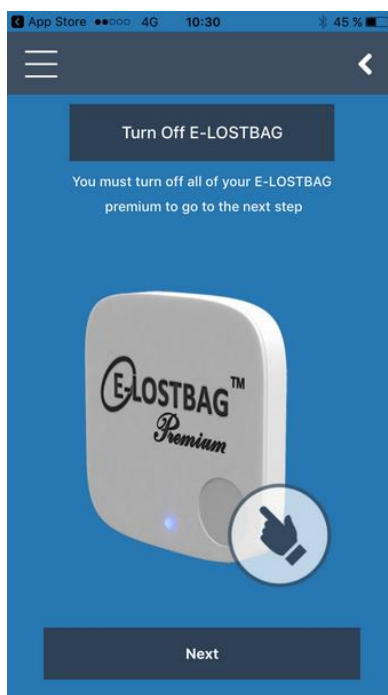 App Store 4G 10:30 45 %
Turn Off E-LOSTBAG
You must turn off all of your E-LOSTBAG
premium to go to the next step
E-LOSTBAG™
Premium
Next